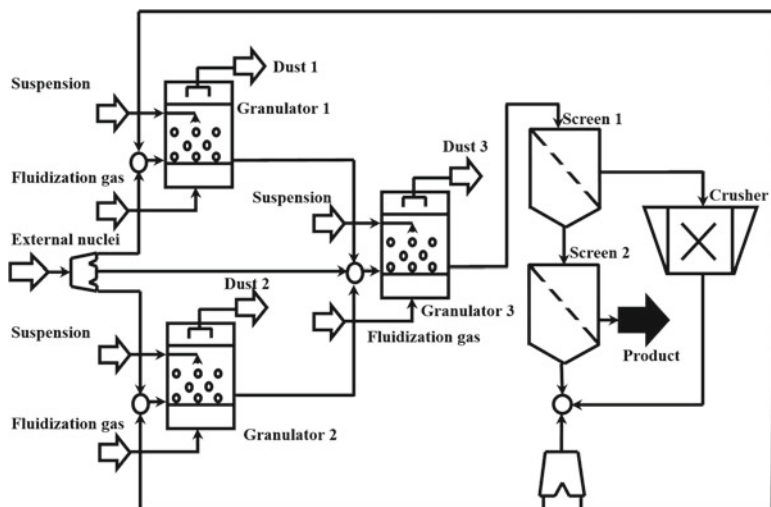 Dust 1
Suspension
Granulator 1
Screen 1
Dust 3
Fluidization gas
Suspension
Crusher
External nuclei
Screen 2
Dust 2
Granulator 3
Suspension
Fluidization gas
Product
Fluidization gas
Granulator 2